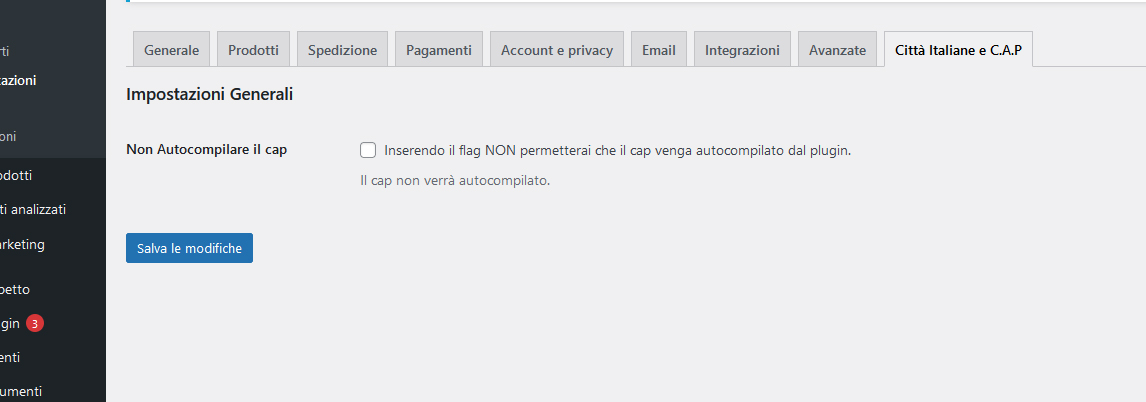 Generale Prodotti Spedizione Pagamenti Account e privacy Email Integrazioni Avanzate Città Italiane e C.A.P
Impostazioni Generali
Non Autocompilare il cap Inserendo il flag NON permetterai che il cap venga autocompilato dal plugin.
Il cap non verrà autocompilato.
Salva le modifiche
rti
azioni
oni
odotti
ti analizzati
arketing
petto
gin 3
enti
umenti